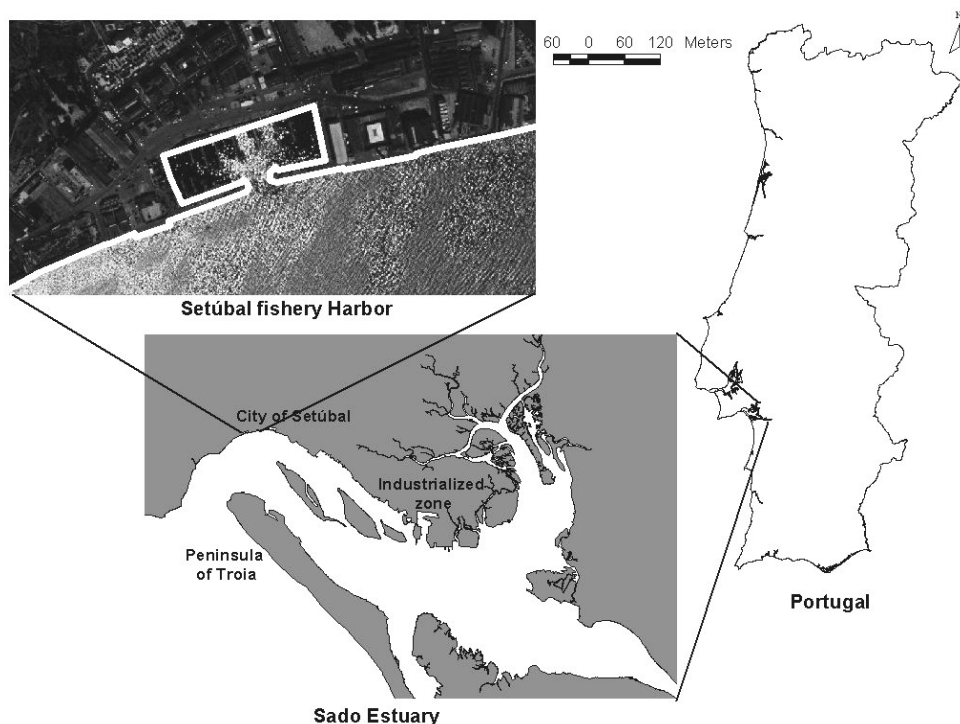 60 0 60 120 Meters
N
Setúbal fishery Harbor
City of Setúbal
Industrialized
zone
Peninsula
of Troia
Portugal
Sado Estuary